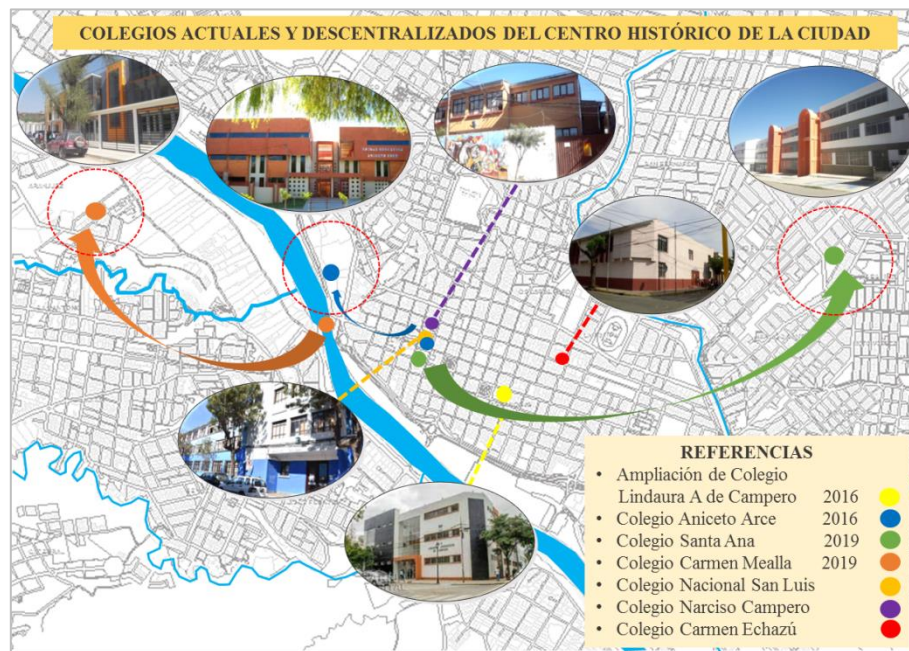 COLEGIOS ACTUALES Y DESCENTRALIZADOS DEL CENTRO HISTÓRICO DE LA CIUDAD
REFERENCIAS
• Ampliación de Colegio
Lindaura A de Campero 2016
• Colegio Aniceto Arce 2016
• Colegio Santa Ana 2019
• Colegio Carmen Mealla 2019
• Colegio Nacional San Luis
• Colegio Narciso Campero
• Colegio Carmen Echazú